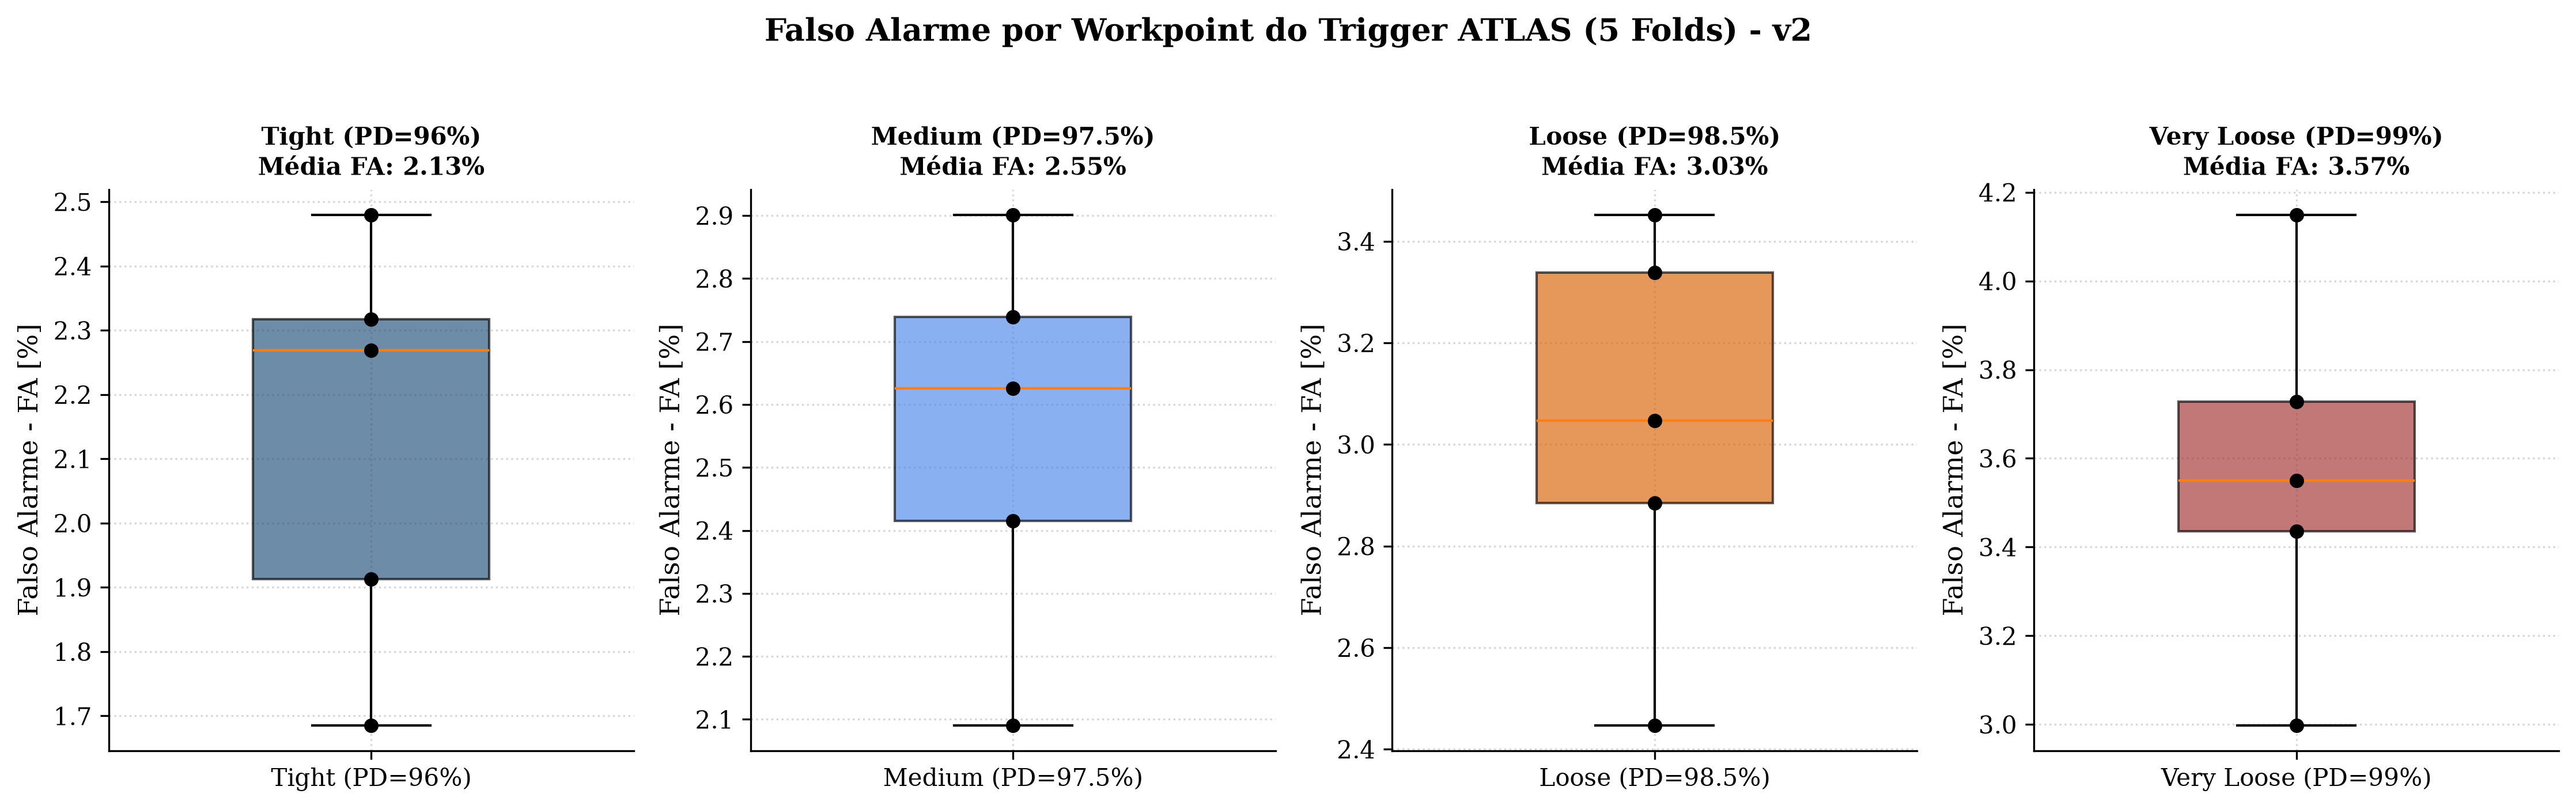 Falso Alarme por Workpoint do Trigger ATLAS (5 Folds) - v2
Tight (PD=96%)
Média FA: 2.13%
Falso Alarme - FA [%]
2.5
2.4
2.3
2.2
2.1
2.0
1.9
1.8
1.7
Tight (PD=96%)
Medium (PD=97.5%)
Média FA: 2.55%
Falso Alarme - FA [%]
2.9
2.8
2.7
2.6
2.5
2.4
2.3
2.2
2.1
Medium (PD=97.5%)
Loose (PD=98.5%)
Média FA: 3.03%
Falso Alarme - FA [%]
3.4
3.2
3.0
2.8
2.6
2.4
Loose (PD=98.5%)
Very Loose (PD=99%)
Média FA: 3.57%
Falso Alarme - FA [%]
4.2
4.0
3.8
3.6
3.4
3.2
3.0
Very Loose (PD=99%)